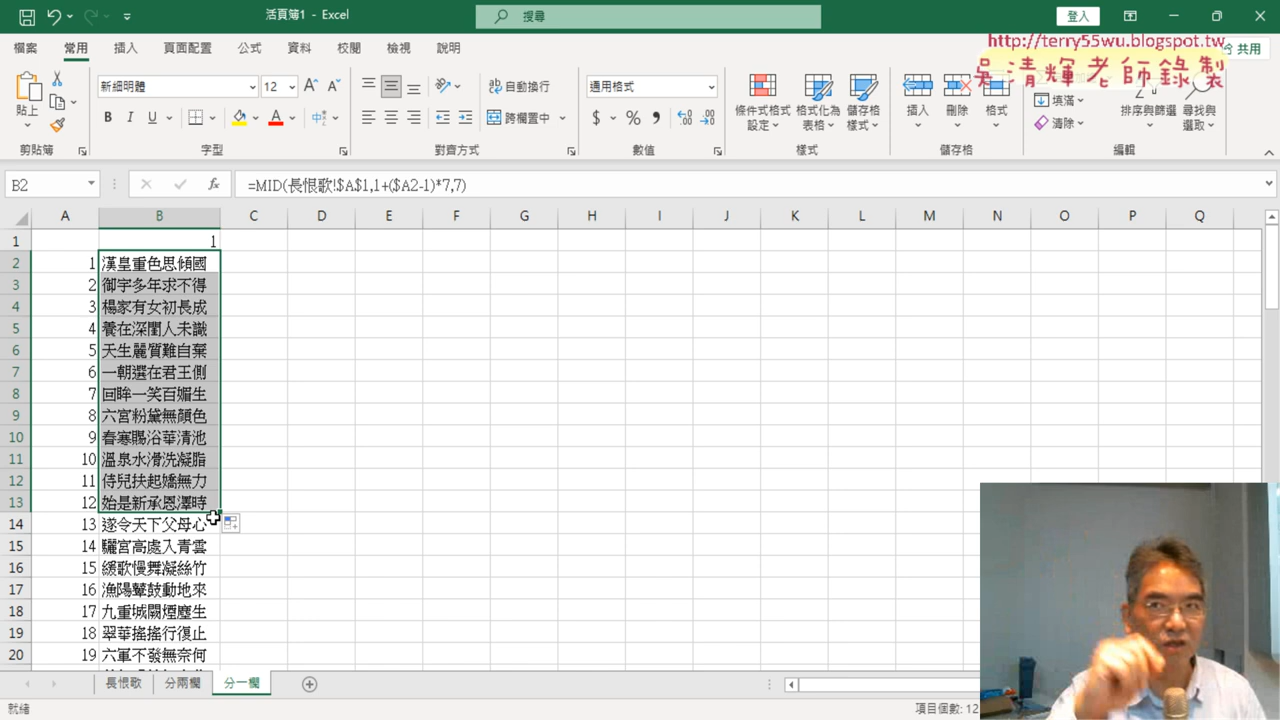 活頁簿1 - Excel
搜尋
登入
http://terry55wu.blogspot.tw
吳清輝老師錄製
檔案 常用 插入 頁面配置 公式 資料 校閱 檢視 說明
共用
貼上
新細明體 12
B I U A 中
自動換行
跨欄置中
通用格式
$ %
條件式格式設定
格式化為表格
儲存格樣式
插入 刪除 格式
填滿
清除
排序與篩選
尋找與選取
剪貼簿 字型 對齊方式 數值 樣式 儲存格 編輯
B2 fx =MID(長恨歌!$A$1,1+($A2-1)*7,7)
A B C D E F G H I J K L M N O P Q
1 1
2 1 漢皇重色思傾國
3 2 御宇多年求不得
4 3 楊家有女初長成
5 4 養在深閨人未識
6 5 天生麗質難自棄
7 6 一朝選在君王側
8 7 回眸一笑百媚生
9 8 六宮粉黛無顏色
10 9 春寒賜浴華清池
11 10 溫泉水滑洗凝脂
12 11 侍兒扶起嬌無力
13 12 始是新承恩澤時
14 13 遂令天下父母心
15 14 驪宮高處入青雲
16 15 緩歌慢舞凝絲竹
17 16 漁陽鼙鼓動地來
18 17 九重城闕煙塵生
19 18 翠華搖搖行復止
20 19 六軍不發無奈何
長恨歌 分兩欄 分一欄
就緒
項目個數: 12